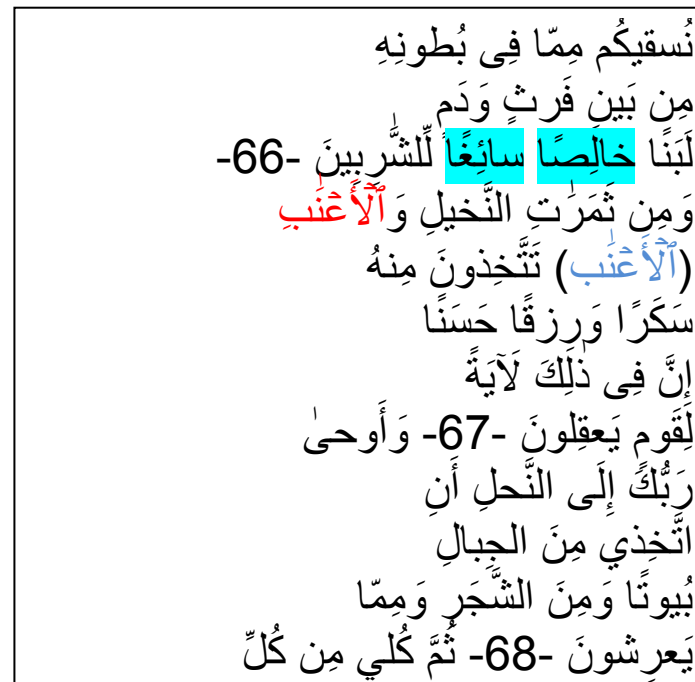 نُسقيكُم مِمّا فِى بُطونِهِ
مِن بَينِ فَرثٍ وَدَمٍ
لَبَنًا خالِصًا سائِغًا لِّلشَّٰرِبينَ -66-
وَمِن ثَمَرٰتِ النَّخيلِ وَٱلۡأَعۡنَٰبِ
(ٱلۡأَعۡنَٰب) تَتَّخِذونَ مِنهُ
سَكَرًا وَرِزقًا حَسَنًا
إِنَّ فِى ذٰلِكَ لَآيَةً
لِقَومٍ يَعقِلونَ -67- وَأَوحىٰ
رَبُّكَ إِلَى النَّحلِ أَنِ
اتَّخِذي مِنَ الجِبالِ
بُيوتًا وَمِنَ الشَّجَرِ وَمِمّا
يَعرِشونَ -68- ثُمَّ كُلي مِن كُلِّ